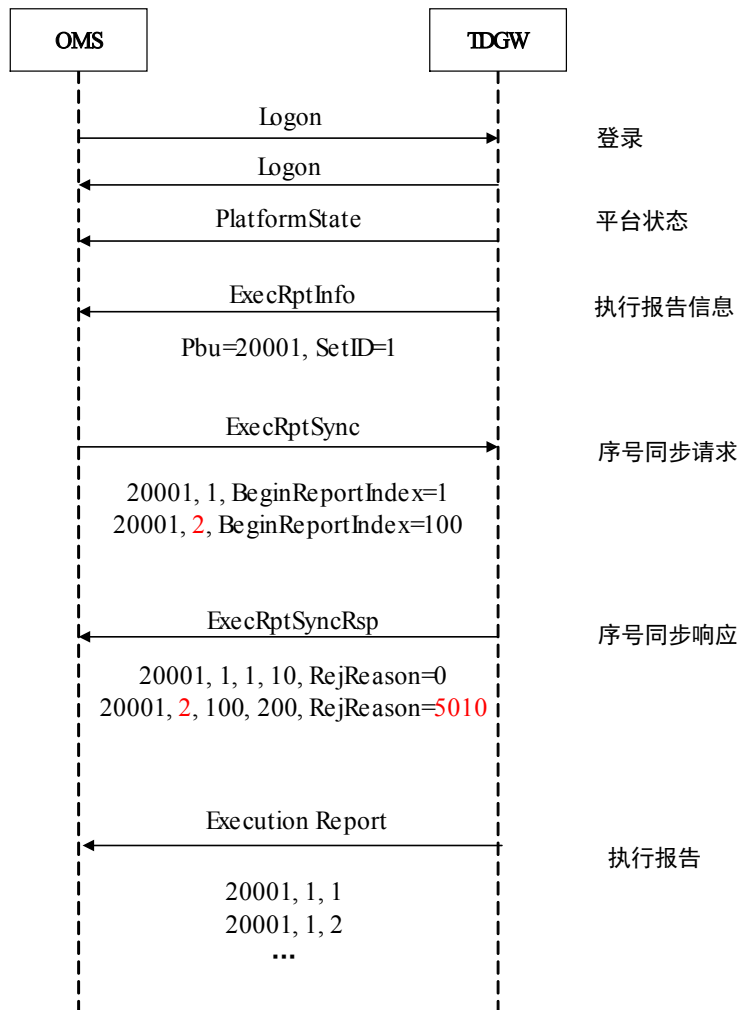 OMS
TDGW
Logon
登录
Logon
PlatformState
平台状态
ExecRptInfo
执行报告信息
Pbu=20001, SetID=1
ExecRptSync
序号同步请求
20001, 1, BeginReportIndex=1
20001, 2, BeginReportIndex=100
ExecRptSyncRsp
序号同步响应
20001, 1, 1, 10, RejReason=0
20001, 2, 100, 200, RejReason=5010
Execution Report
执行报告
20001, 1, 1
20001, 1, 2
...